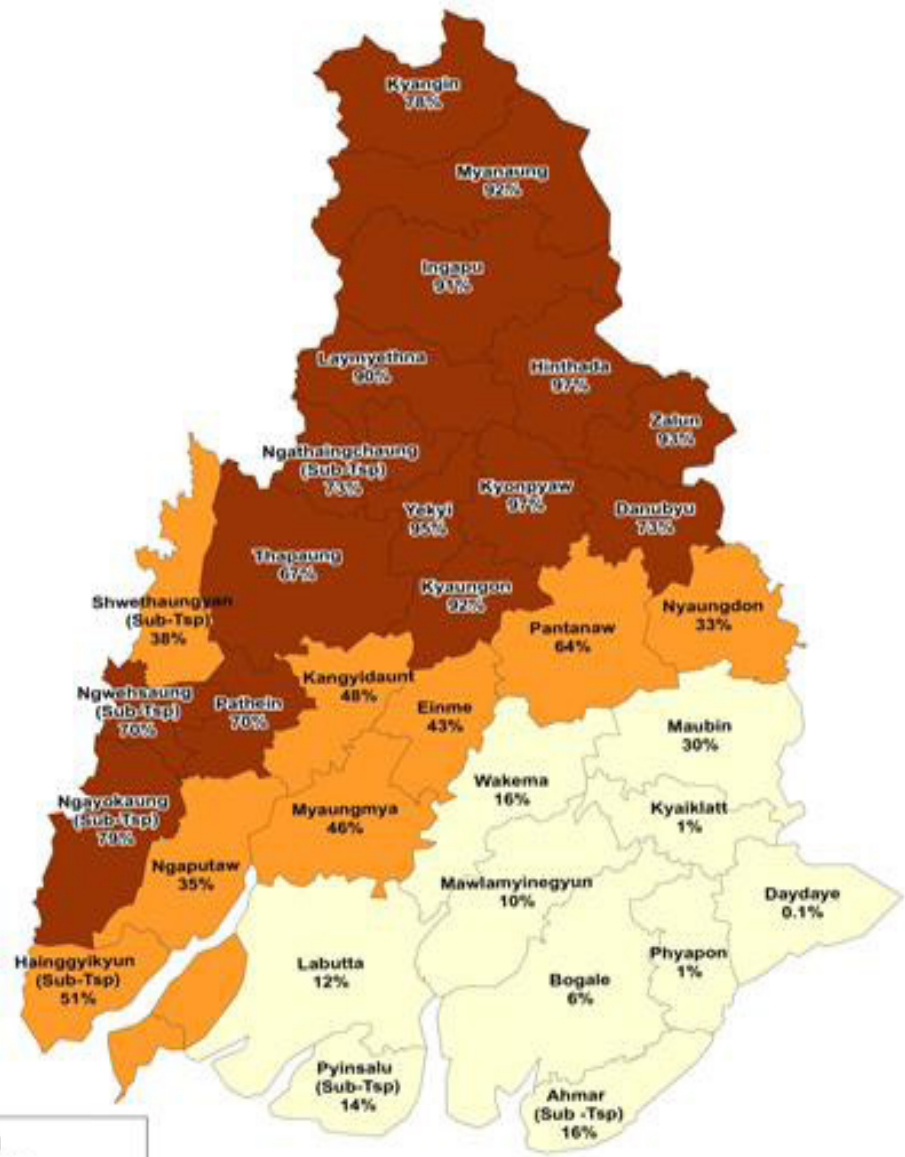 Kyangin
78%
Myanaung
92%
Ingapu
91%
Laymyethna
90%
Hinthada
97%
Zalun
93%
Ngathaingchaung
(Sub-Tsp)
73%
Yekyi
95%
Kyonpyaw
97%
Danubyu
73%
Thapaung
67%
Kyaungon
92%
Shwethaungyan
(Sub-Tsp)
38%
Pantanaw
64%
Nyaungdon
33%
Ngwehsaung
(Sub-Tsp)
70%
Pathein
70%
Kangyidaunt
48%
Einme
43%
Maubin
30%
Wakema
16%
Ngayokaung
(Sub-Tsp)
79%
Myaungmya
46%
Kyaiklatt
1%
Ngaputaw
35%
Mawlamyinegyun
10%
Daydaye
0.1%
Hainggyikyun
(Sub-Tsp)
51%
Labutta
12%
Bogale
6%
Phyapon
1%
Pyinsalu
(Sub-Tsp)
14%
Ahmar
(Sub -Tsp)
16%